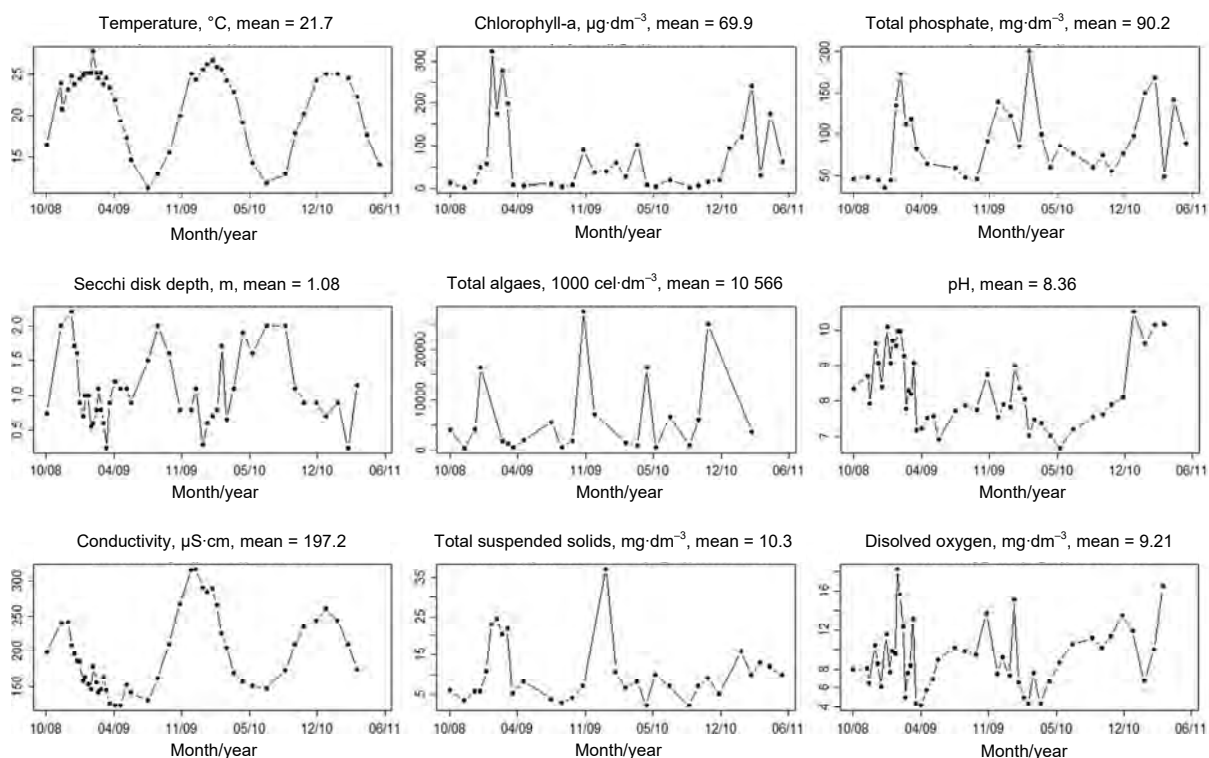 Temperature, °C, mean = 21.7
25
20
15
10/08 04/09 11/09 05/10 12/10 06/11
Month/year
Chlorophyll-a, µg·dm⁻³, mean = 69.9
300
200
100
0
10/08 04/09 11/09 05/10 12/10 06/11
Month/year
Total phosphate, mg·dm⁻³, mean = 90.2
200
150
100
50
10/08 04/09 11/09 05/10 12/10 06/11
Month/year
Secchi disk depth, m, mean = 1.08
2.0
1.5
1.0
0.5
10/08 04/09 11/09 05/10 12/10 06/11
Month/year
Total algaes, 1000 cel·dm⁻³, mean = 10 566
20000
10000
0
10/08 04/09 11/09 05/10 12/10 06/11
Month/year
pH, mean = 8.36
10
9
8
7
10/08 04/09 11/09 05/10 12/10 06/11
Month/year
Conductivity, µS·cm, mean = 197.2
300
250
200
150
10/08 04/09 11/09 05/10 12/10 06/11
Month/year
Total suspended solids, mg·dm⁻³, mean = 10.3
35
25
15
5
10/08 04/09 11/09 05/10 12/10 06/11
Month/year
Disolved oxygen, mg·dm⁻³, mean = 9.21
16
12
8
6
4
10/08 04/09 11/09 05/10 12/10 06/11
Month/year